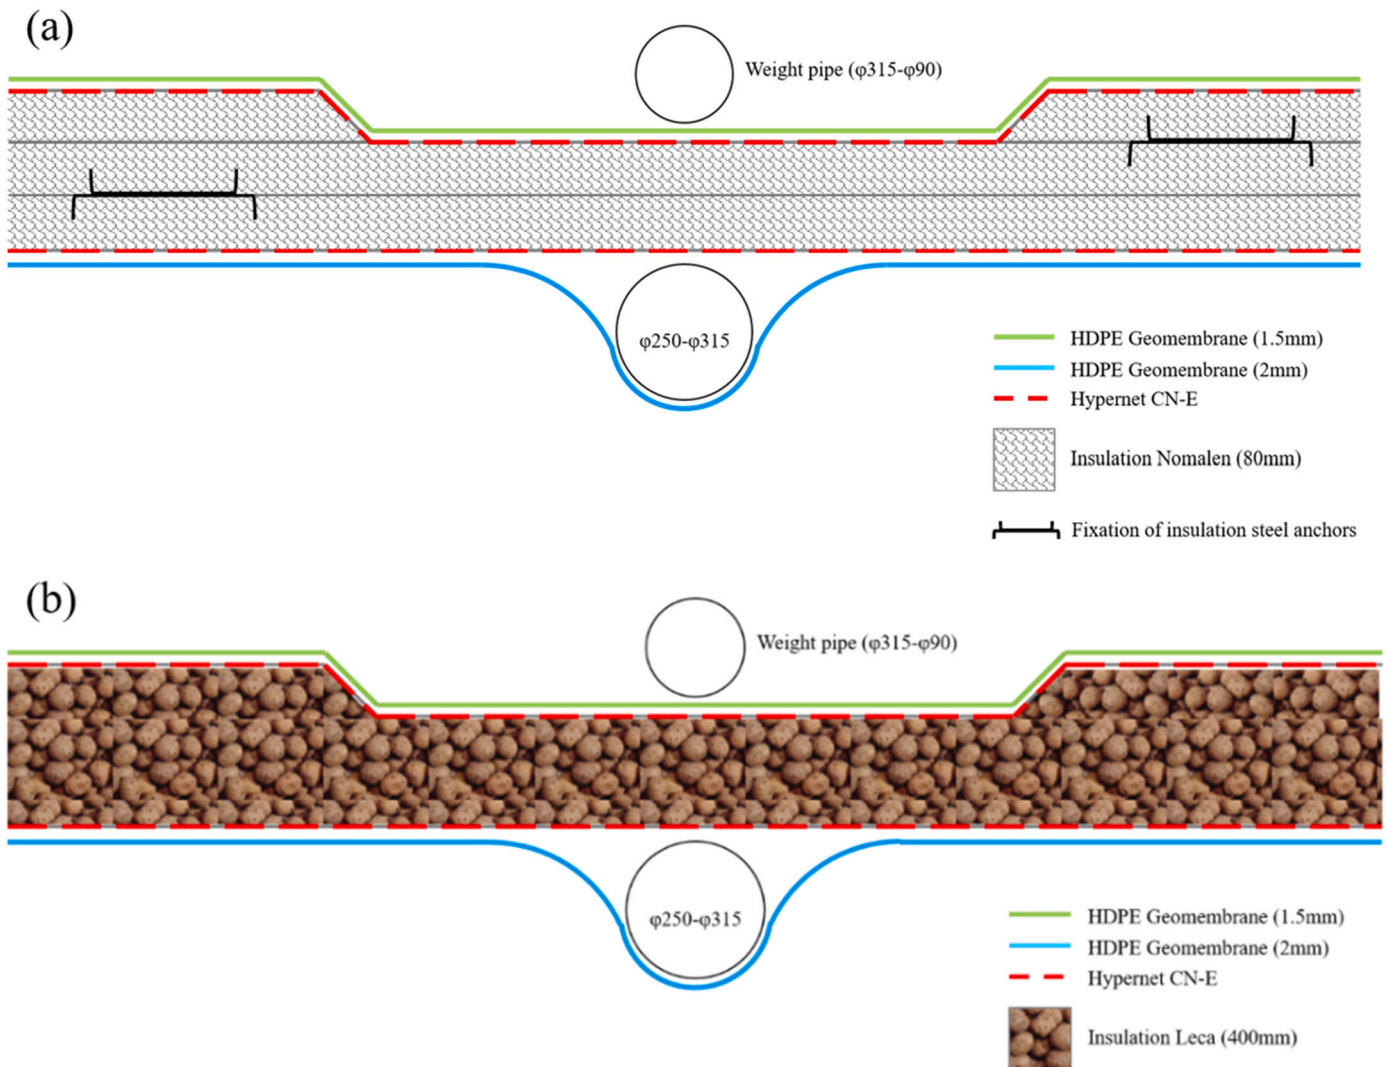 (a)
Weight pipe (φ315-φ90)
φ250-φ315
HDPE Geomembrane (1.5mm)
HDPE Geomembrane (2mm)
Hypernet CN-E
Insulation Nomalen (80mm)
Fixation of insulation steel anchors
(b)
Weight pipe (φ315-φ90)
φ250-φ315
HDPE Geomembrane (1.5mm)
HDPE Geomembrane (2mm)
Hypernet CN-E
Insulation Leca (400mm)